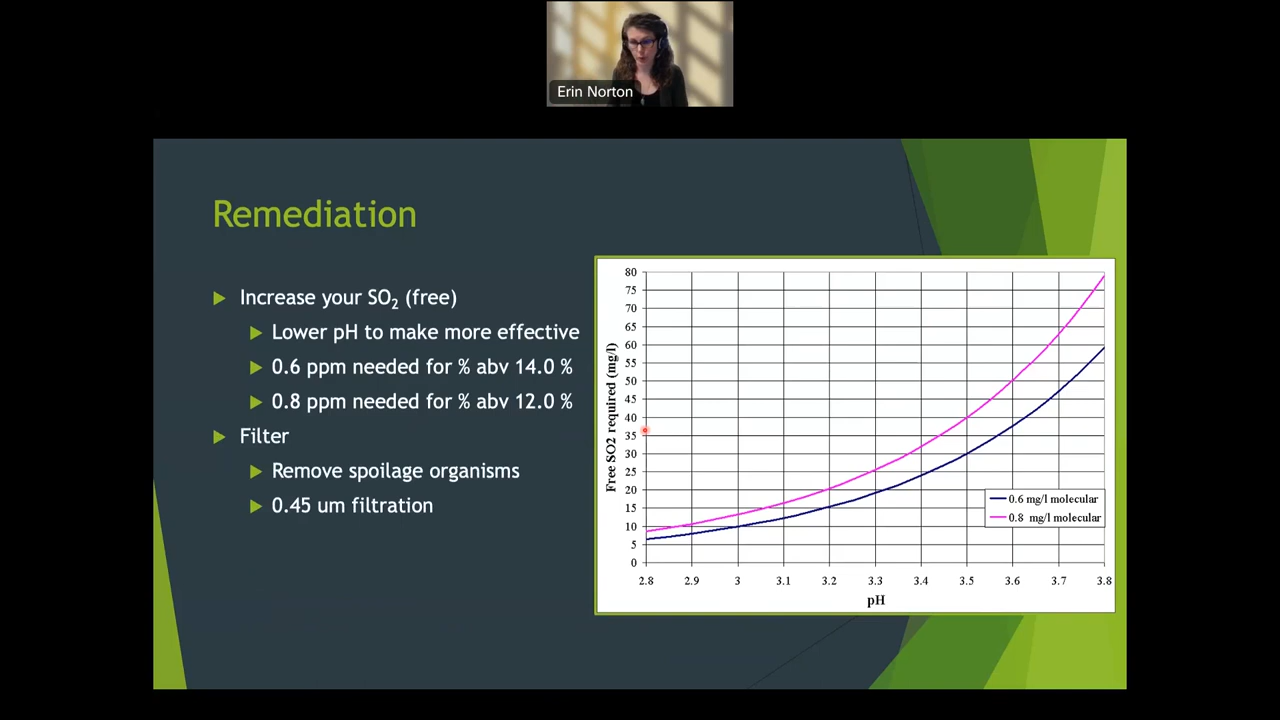 Erin Norton
Remediation
Increase your SO₂ (free)
Lower pH to make more effective
0.6 ppm needed for % abv 14.0 %
0.8 ppm needed for % abv 12.0 %
Filter
Remove spoilage organisms
0.45 um filtration
Free SO2 required (mg/l)
80
75
70
65
60
55
50
45
40
35
30
25
20
15
10
5
0
2.8 2.9 3 3.1 3.2 3.3 3.4 3.5 3.6 3.7 3.8
pH
0.6 mg/l molecular
0.8 mg/l molecular